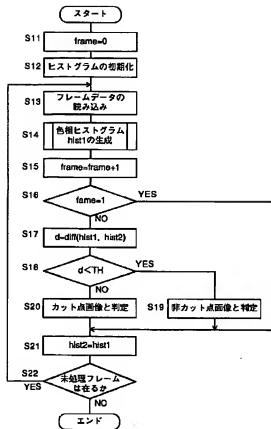 スタート
S11
frame=0
S12
ヒストグラムの初期化
S13
フレームデータの
読み込み
S14
色相ヒストグラム
hist1の生成
S15
frame=frame+1
S16
fame=1
YES
NO
S17
d=diff(hist1, hist2)
S18
d<TH
YES
NO
S20
カット点画像と判定
S19
非カット点画像と判定
S21
hist2=hist1
S22
未処理フレーム
は在るか
YES
NO
エンド